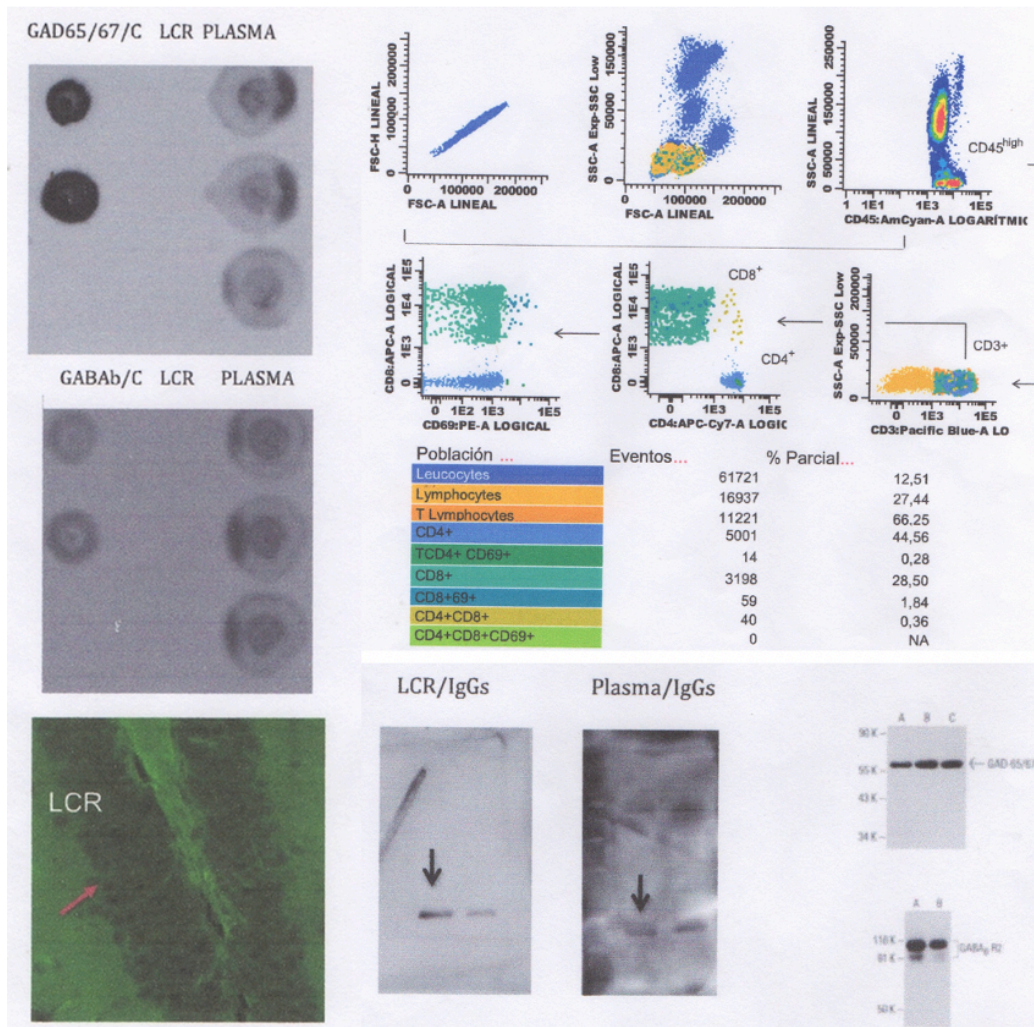 GAD65/67/C LCR PLASMA
GABAb/C LCR PLASMA
LCR
FSC-H LINEAL
200000
100000
0
100000 200000
FSC-A LINEAL
SSC-A Exp-SSC Low
150000
50000
0
0 100000
FSC-A LINEAL
SSC-A LINEAL
250000
200000
150000
100000
50000
0
CD45high
1 1E1 1E3 1E5
CD45:AmCyan-A LOGARÍTMIC
CD8:APC-A LOGICAL
1E5
1E4
1E3
0
0 1E2 1E3 1E5
CD69:PE-A LOGICAL
CD8+
CD4+
CD8:APC-A LOGICAL
1E5
1E4
1E3
0
0 1E3 1E5
CD4:APC-Cy7-A LOGIC
CD3+
SSC-A Exp-SSC Low
200000
50000
0
0 1E3 1E5
CD3:Pacific Blue-A LO
Población ... Eventos... % Parcial...
Leucocytes 61721 12,51
Lymphocytes 16937 27,44
T Lymphocytes 11221 66.25
CD4+ 5001 44,56
TCD4+ CD69+ 14 0,28
CD8+ 3198 28,50
CD8+69+ 59 1,84
CD4+CD8+ 40 0,36
CD4+CD8+CD69+ 0 NA
LCR/IgGs Plasma/IgGs
A B C
90 K
55 K GAD-65/67
43 K
34 K
A B
118 K
GABAB R2